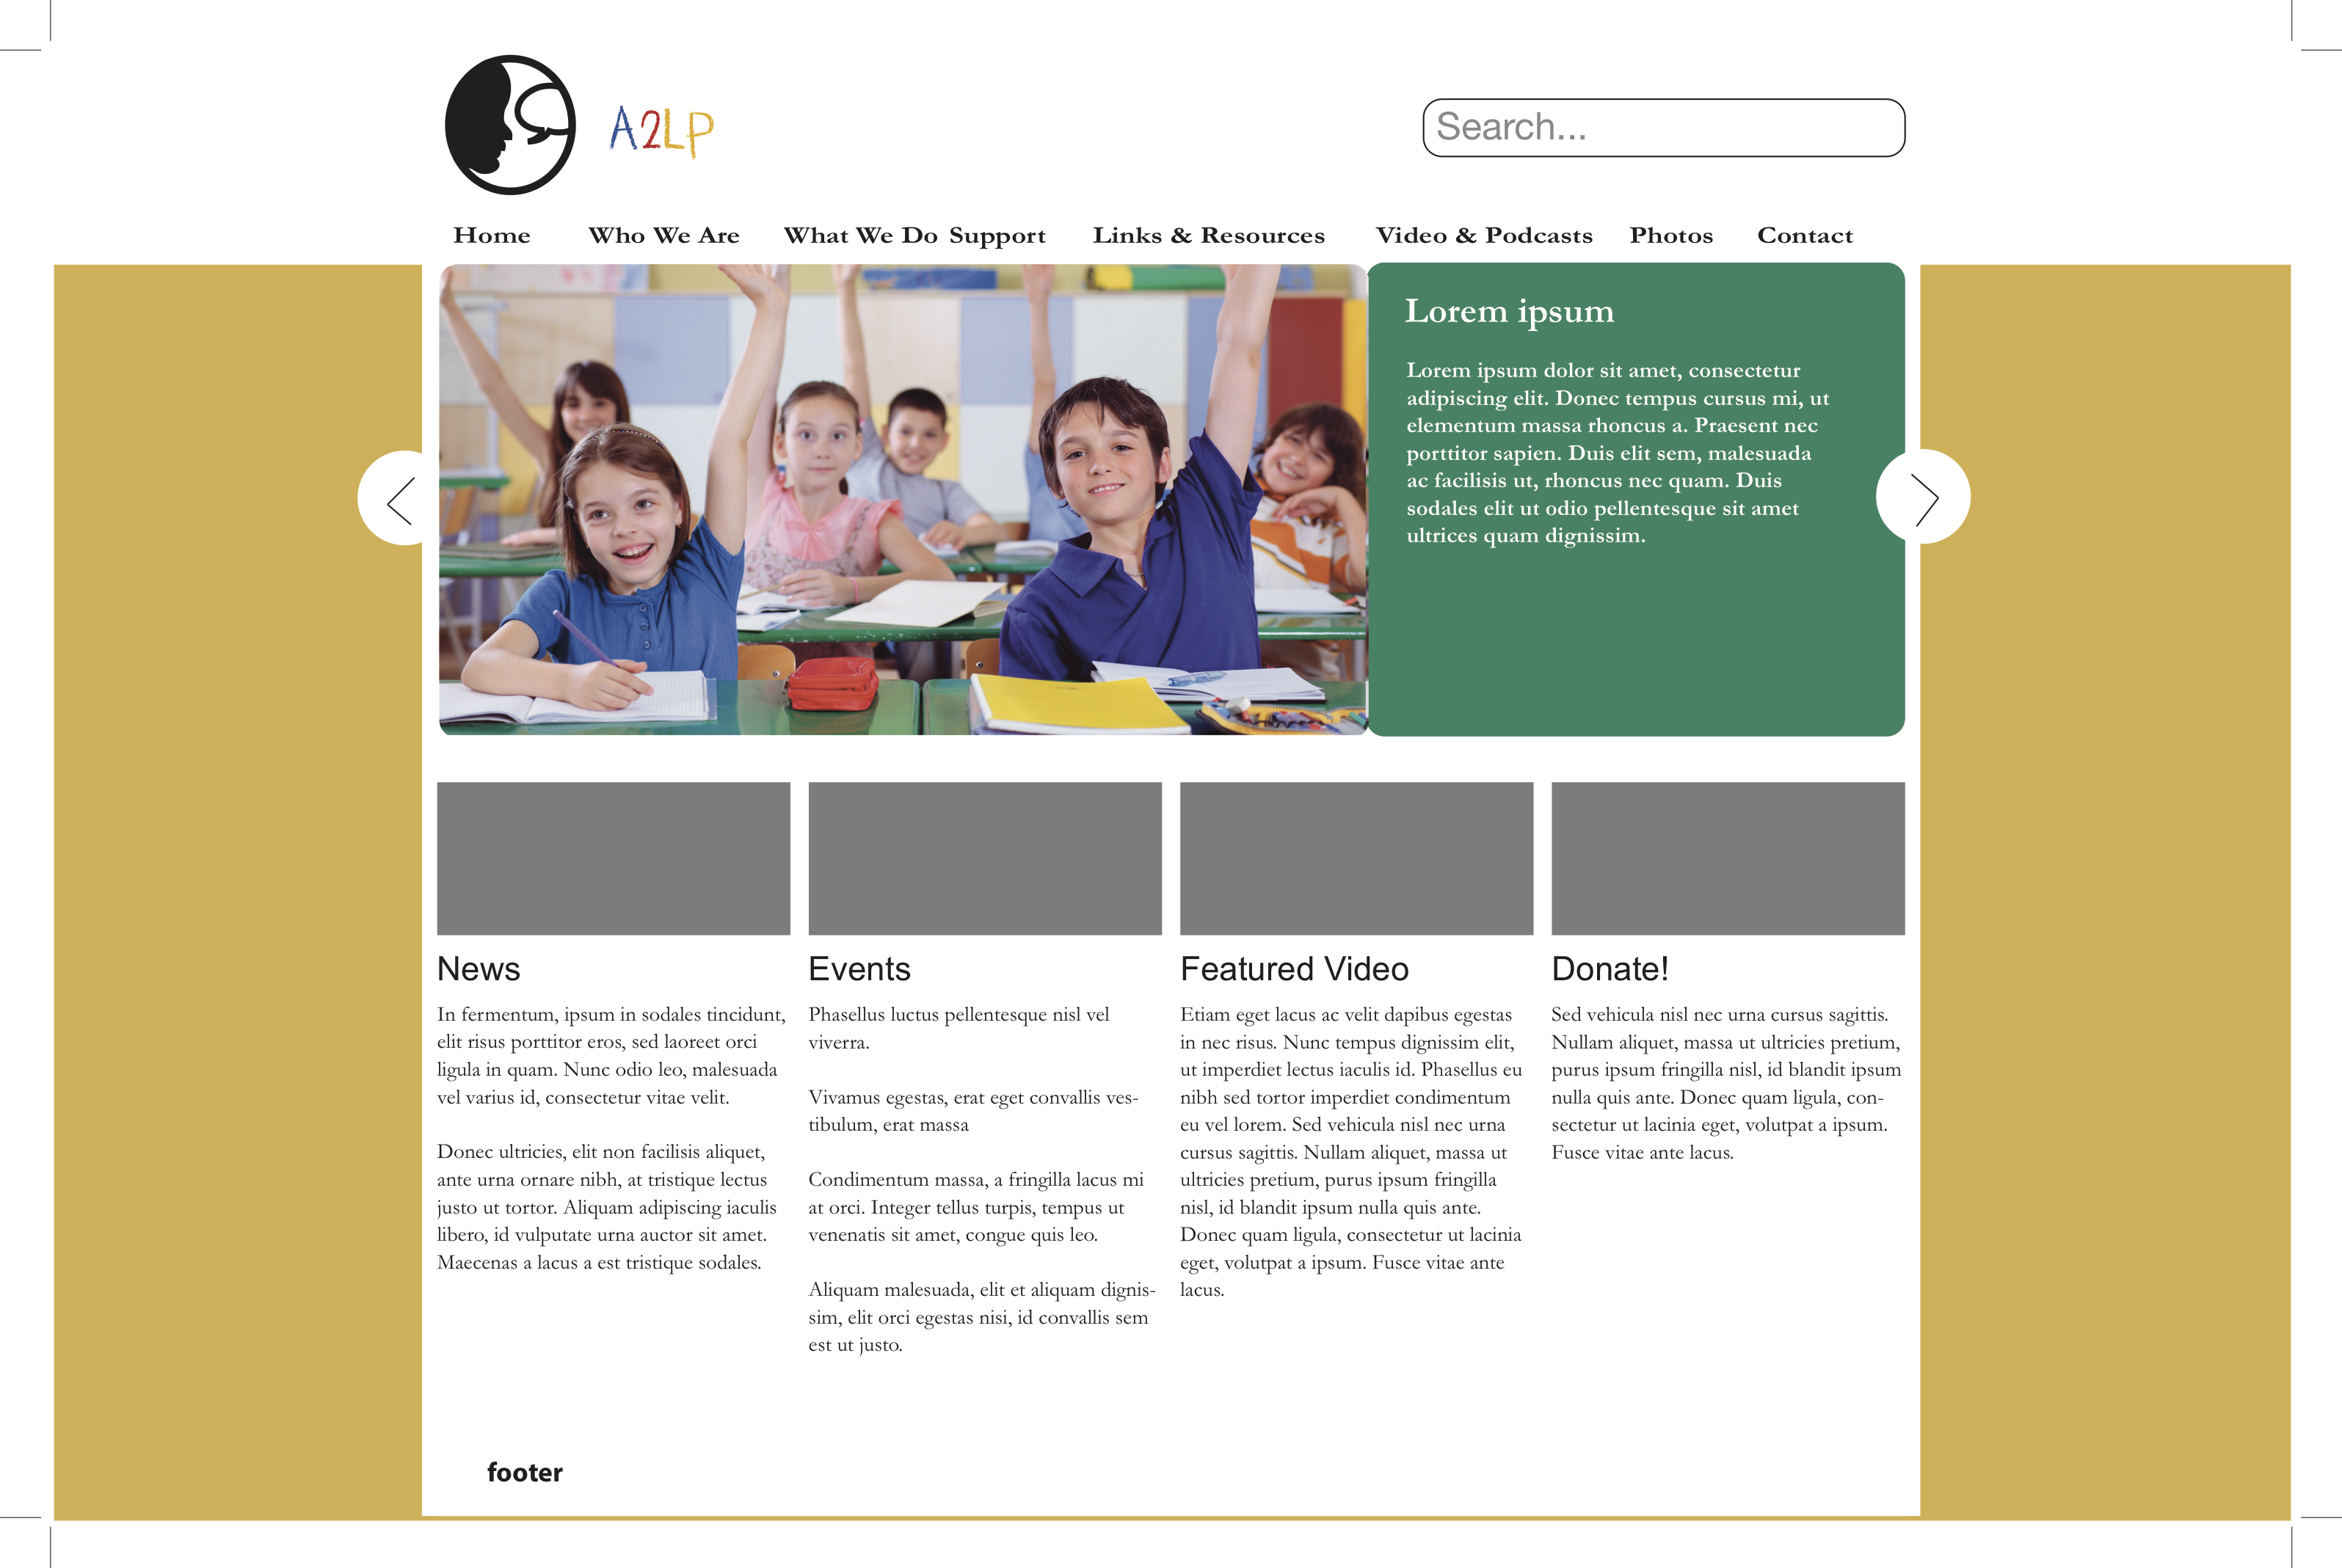 A2LP
Search...
Home Who We Are What We Do Support Links & Resources Video & Podcasts Photos Contact
Lorem ipsum
Lorem ipsum dolor sit amet, consectetur
adipiscing elit. Donec tempus cursus mi, ut
elementum massa rhoncus a. Praesent nec
porttitor sapien. Duis elit sem, malesuada
ac facilisis ut, rhoncus nec quam. Duis
sodales elit ut odio pellentesque sit amet
ultrices quam dignissim.
News
In fermentum, ipsum in sodales tincidunt,
elit risus porttitor eros, sed laoreet orci
ligula in quam. Nunc odio leo, malesuada
vel varius id, consectetur vitae velit.
Donec ultricies, elit non facilisis aliquet,
ante urna ornare nibh, at tristique lectus
justo ut tortor. Aliquam adipiscing iaculis
libero, id vulputate urna auctor sit amet.
Maecenas a lacus a est tristique sodales.
Events
Phasellus luctus pellentesque nisl vel
viverra.
Vivamus egestas, erat eget convallis ves-
tibulum, erat massa
Condimentum massa, a fringilla lacus mi
at orci. Integer tellus turpis, tempus ut
venenatis sit amet, congue quis leo.
Aliquam malesuada, elit et aliquam dignis-
sim, elit orci egestas nisi, id convallis sem
est ut justo.
Featured Video
Etiam eget lacus ac velit dapibus egestas
in nec risus. Nunc tempus dignissim elit,
ut imperdiet lectus iaculis id. Phasellus eu
nibh sed tortor imperdiet condimentum
eu vel lorem. Sed vehicula nisl nec urna
cursus sagittis. Nullam aliquet, massa ut
ultricies pretium, purus ipsum fringilla
nisl, id blandit ipsum nulla quis ante.
Donec quam ligula, consectetur ut lacinia
eget, volutpat a ipsum. Fusce vitae ante
lacus.
Donate!
Sed vehicula nisl nec urna cursus sagittis.
Nullam aliquet, massa ut ultricies pretium,
purus ipsum fringilla nisl, id blandit ipsum
nulla quis ante. Donec quam ligula, con-
sectetur ut lacinia eget, volutpat a ipsum.
Fusce vitae ante lacus.
footer